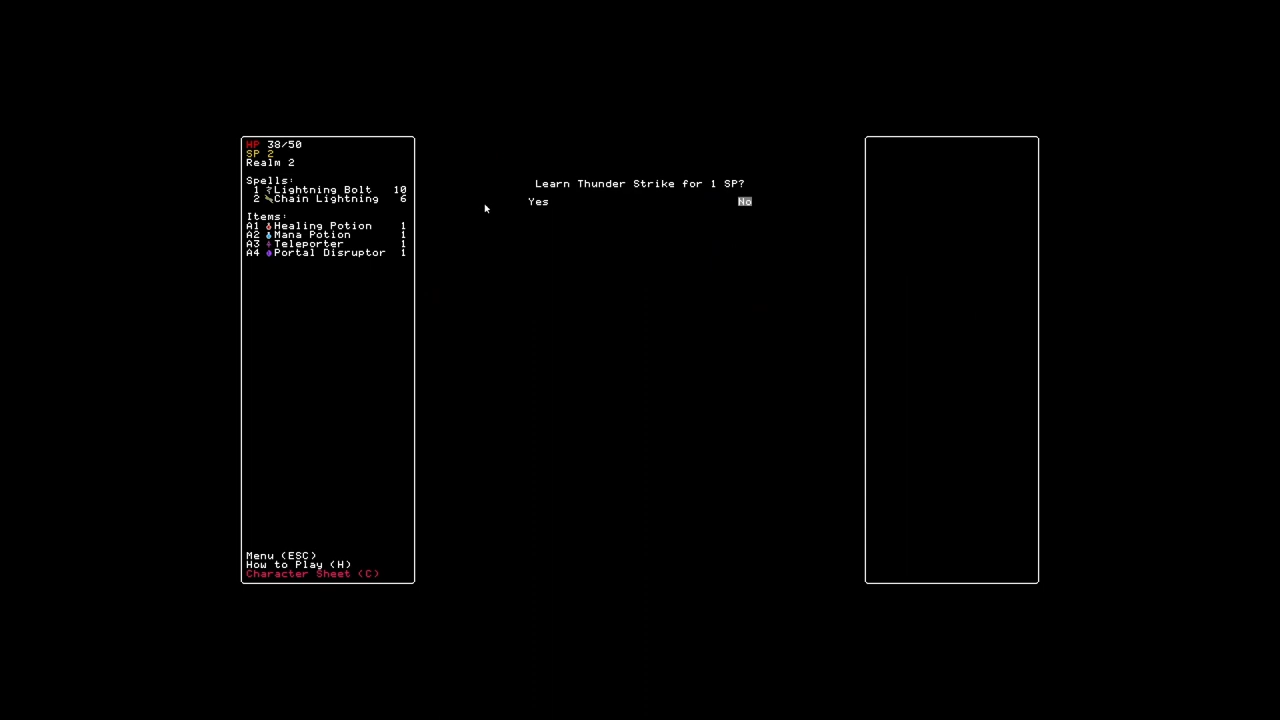 HP 38/50
SP 2
Realm 2
Spells:
1 Lightning Bolt 10
2 Chain Lightning 6
Items:
A1 Healing Potion 1
A2 Mana Potion 1
A3 Teleporter 1
A4 Portal Disruptor 1
Menu (ESC)
How to Play (H)
Character Sheet (C)
Learn Thunder Strike for 1 SP?
Yes No